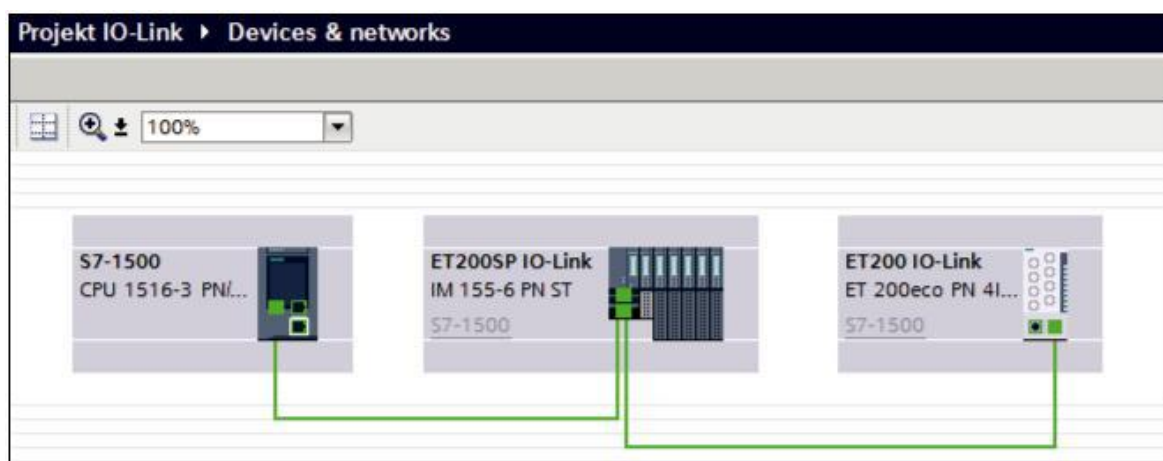 Projekt IO-Link ▸ Devices & networks
100%
S7-1500
CPU 1516-3 PN/...
ET200SP IO-Link
IM 155-6 PN ST
S7-1500
ET200 IO-Link
ET 200eco PN 4I...
S7-1500